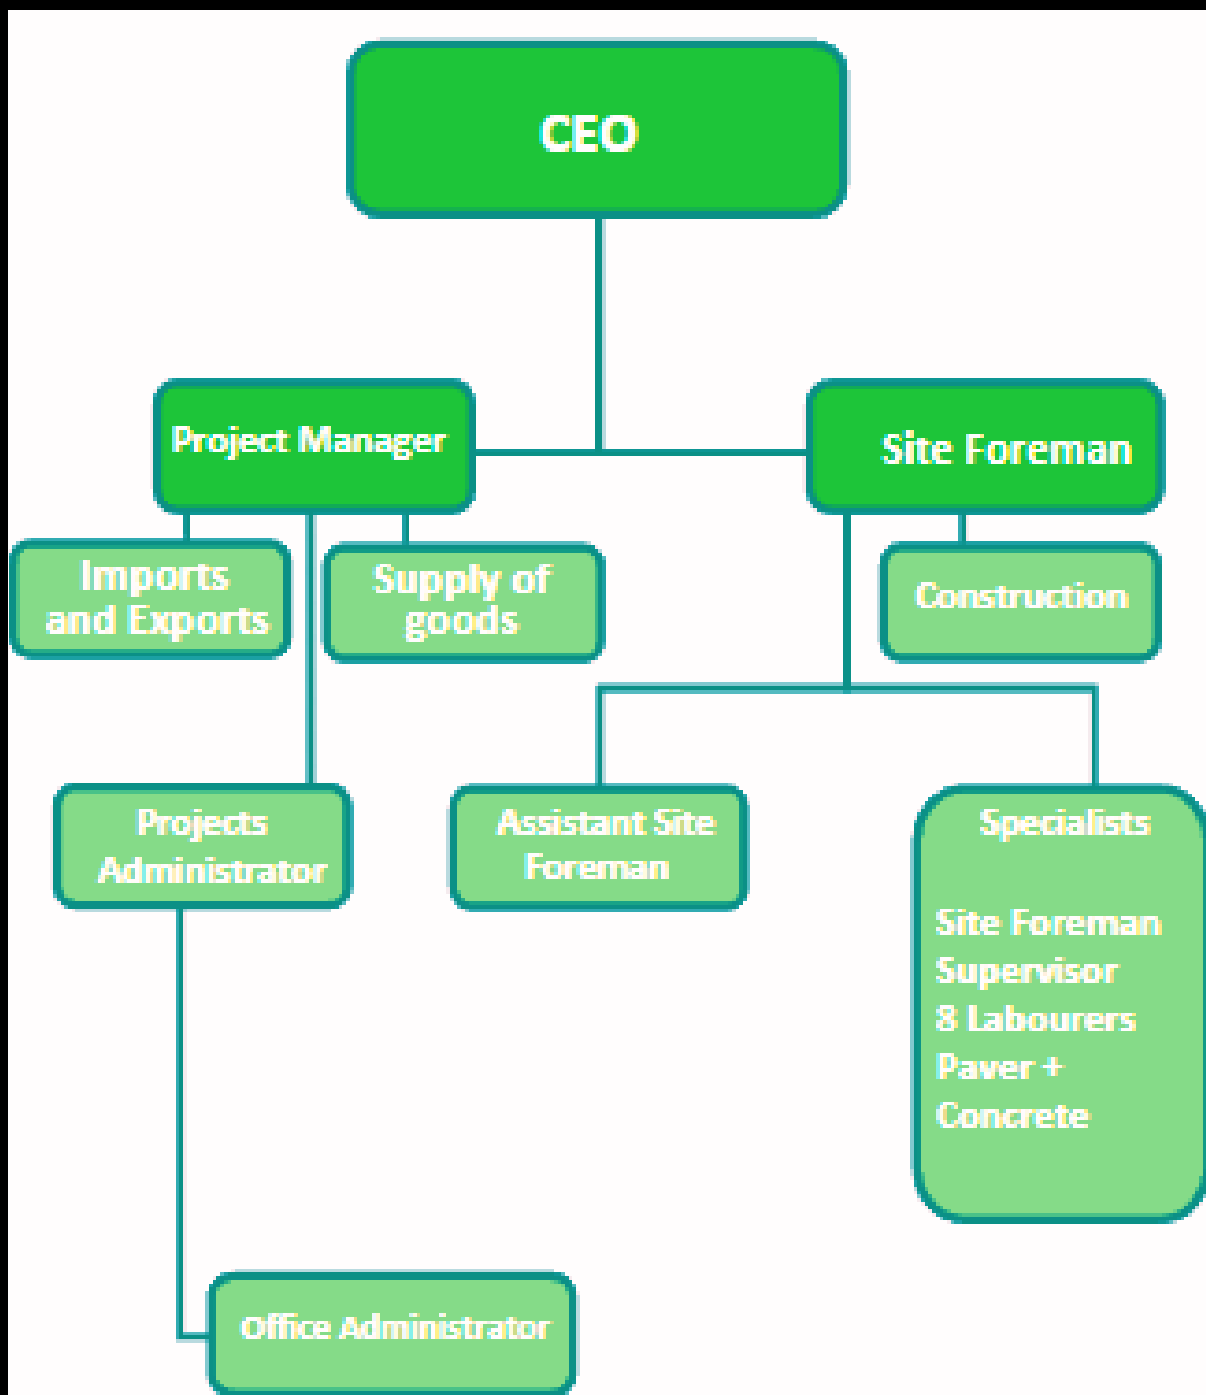 CEO
Project Manager
Site Foreman
Imports
and Exports
Supply of
goods
Construction
Projects
Administrator
Assistant Site
Foreman
Specialists
Site Foreman
Supervisor
8 Labourers
Paver +
Concrete
Office Administrator